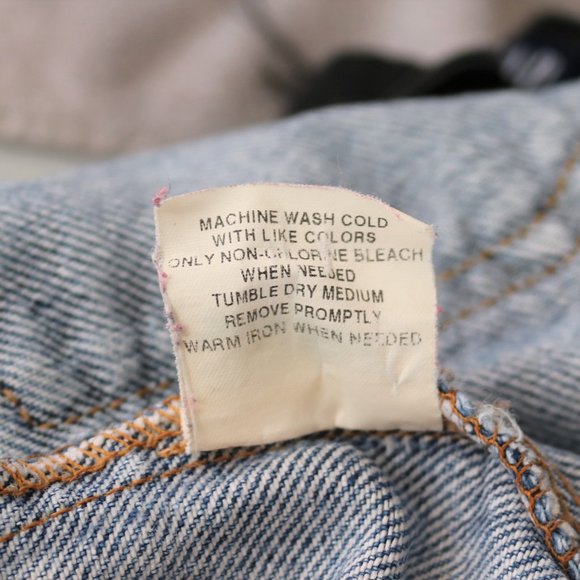 MACHINE WASH COLD
WITH LIKE COLORS
ONLY NON-CHLORINE BLEACH
WHEN NEEDED
TUMBLE DRY MEDIUM
REMOVE PROMPTLY
WARM IRON WHEN NEEDED